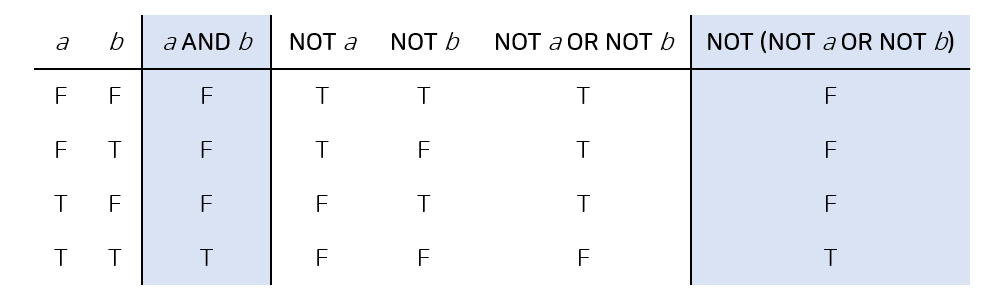 a b a AND b NOT a NOT b NOT a OR NOT b NOT (NOT a OR NOT b)
F F F T T T F
F T F T F T F
T F F F T T F
T T T F F F T